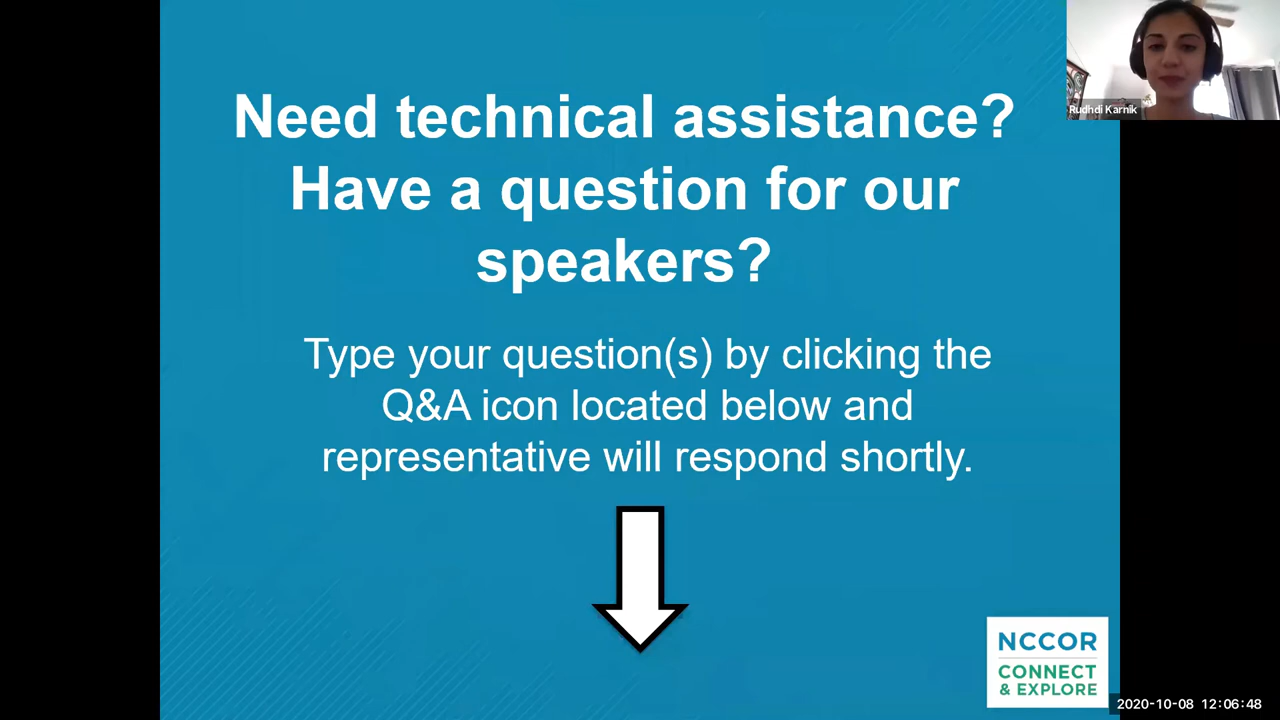 Need technical assistance?
Have a question for our
speakers?
Type your question(s) by clicking the
Q&A icon located below and
representative will respond shortly.
Rudhdi Karnik
NCCOR
CONNECT
& EXPLORE
2020-10-08 12:06:48